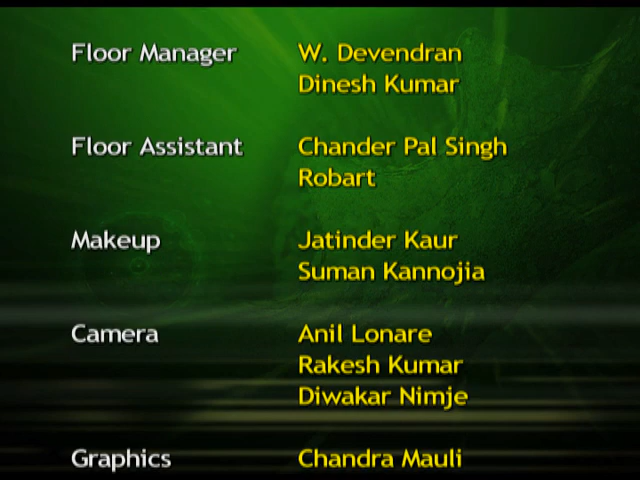 Floor Manager W. Devendran
Dinesh Kumar
Floor Assistant Chander Pal Singh
Robart
Makeup Jatinder Kaur
Suman Kannojia
Camera Anil Lonare
Rakesh Kumar
Diwakar Nimje
Graphics Chandra Mauli